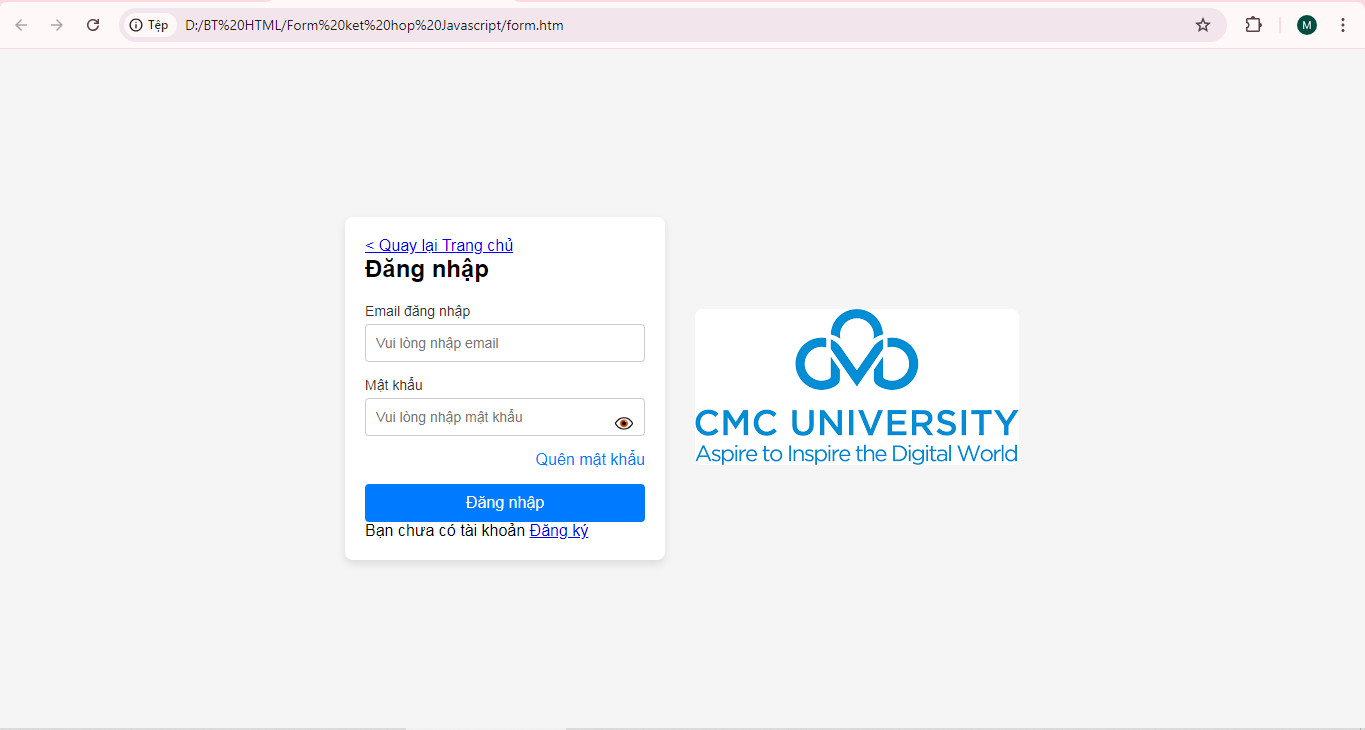 Tệp D:/BT%20HTML/Form%20ket%20hop%20Javascript/form.htm
M
< Quay lại Trang chủ
Đăng nhập
Email đăng nhập
Vui lòng nhập email
Mật khẩu
Vui lòng nhập mật khẩu
Quên mật khẩu
Đăng nhập
Bạn chưa có tài khoản Đăng ký
CMC UNIVERSITY
Aspire to Inspire the Digital World